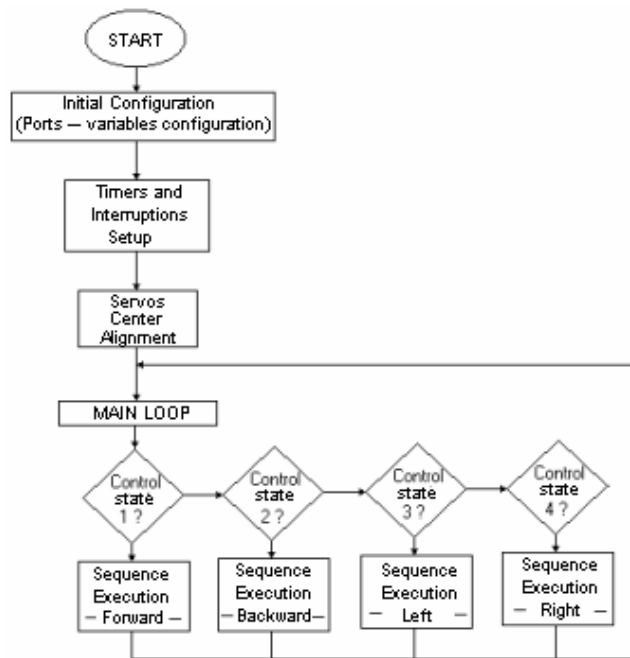 START
Initial Configuration
(Ports — variables configuration)
Timers and
Interruptions
Setup
Servos
Center
Alignment
MAIN LOOP
Control
state
1 ?
Control
state
2 ?
Control
state
3 ?
Control
state
4 ?
Sequence
Execution
— Forward —
Sequence
Execution
— Backward —
Sequence
Execution
— Left —
Sequence
Execution
— Right —